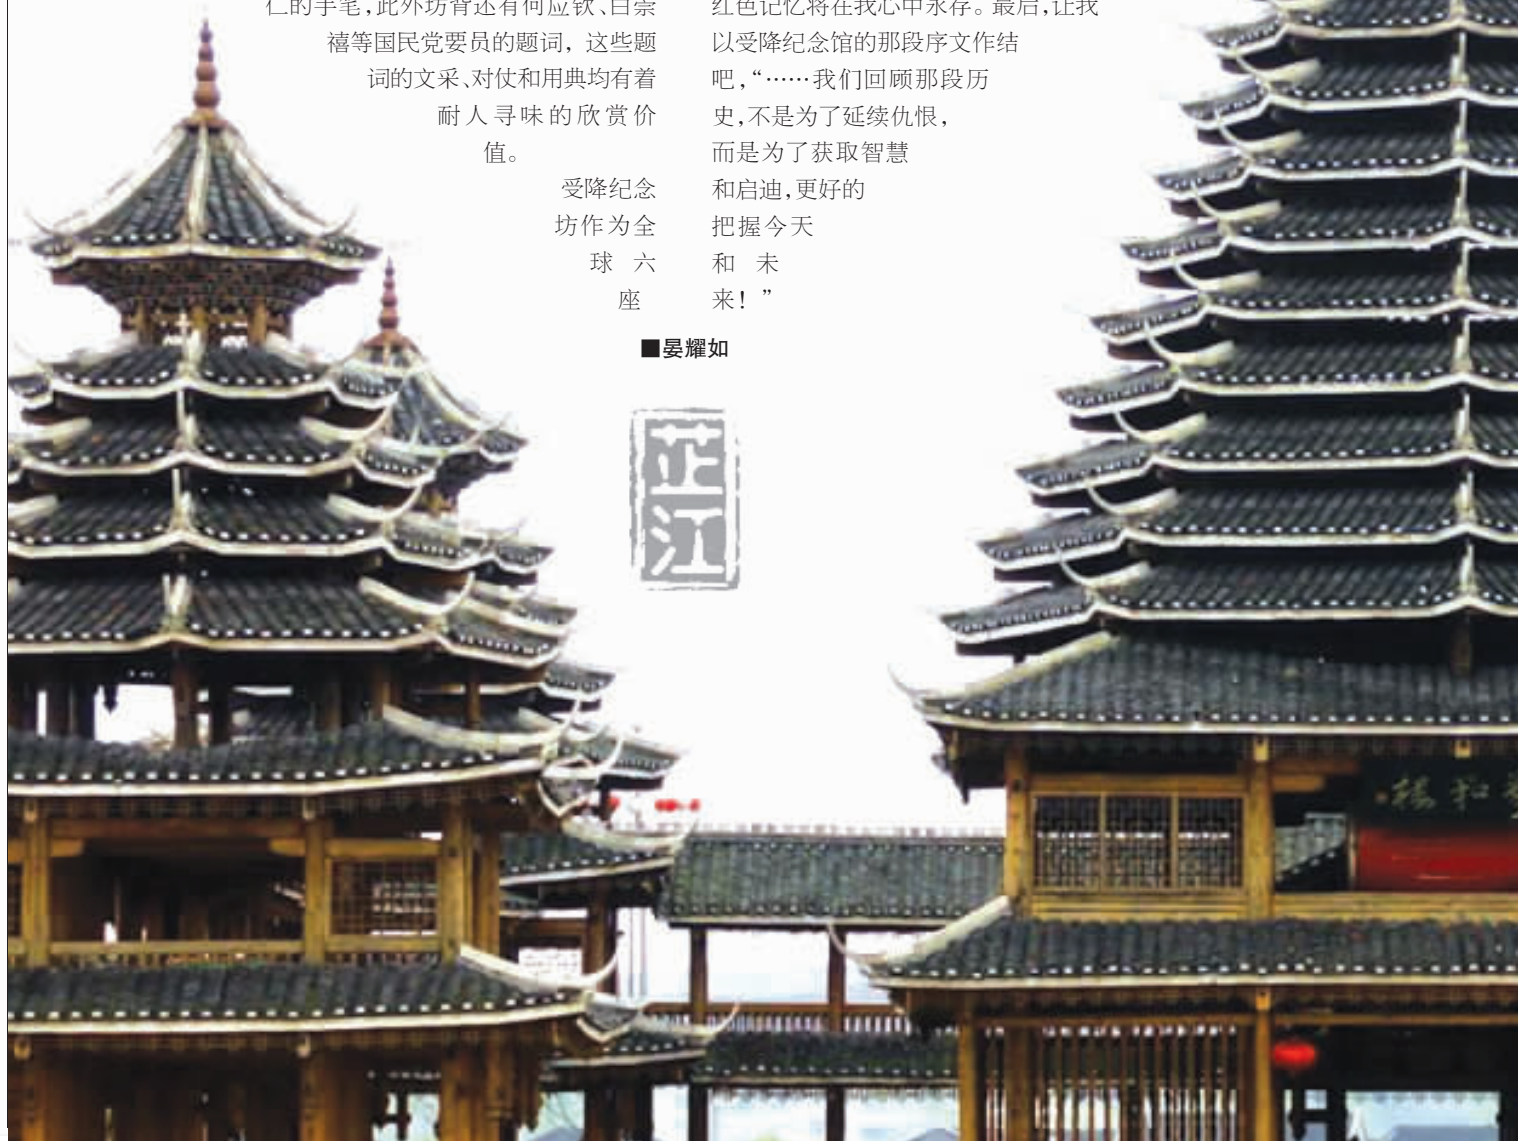 仁的手笔，此外坊背还有何应钦、白崇
禧等国民党要员的题词，这些题
词的文采、对仗和用典均有着
耐人寻味的欣赏价
值。
受降纪念
坊作为全
球六
座
红色记忆将在我心中永存。最后，让我
以受降纪念馆的那段序文作结
吧，“……我们回顾那段历
史，不是为了延续仇恨，
而是为了获取智慧
和启迪，更好的
把握今天
和未
来！”
■晏耀如
芷江
楼和